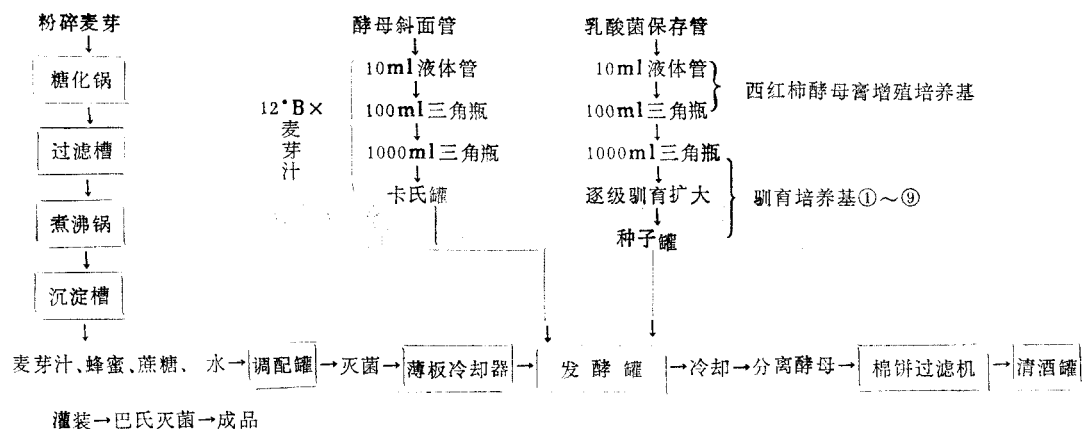 粉碎麦芽
糖化锅
过滤槽
煮沸锅
沉淀槽
12°B×
麦芽汁
酵母斜面管
10ml液体管
100ml三角瓶
1000ml三角瓶
卡氏罐
乳酸菌保存管
10ml液体管
100ml三角瓶
1000ml三角瓶
逐级驯育扩大
种子罐
西红柿酵母膏增殖培养基
驯育培养基①～⑨
麦芽汁、蜂蜜、蔗糖、水→调配罐→灭菌→薄板冷却器→发酵罐→冷却→分离酵母→棉饼过滤机→清酒罐
灌装→巴氏灭菌→成品